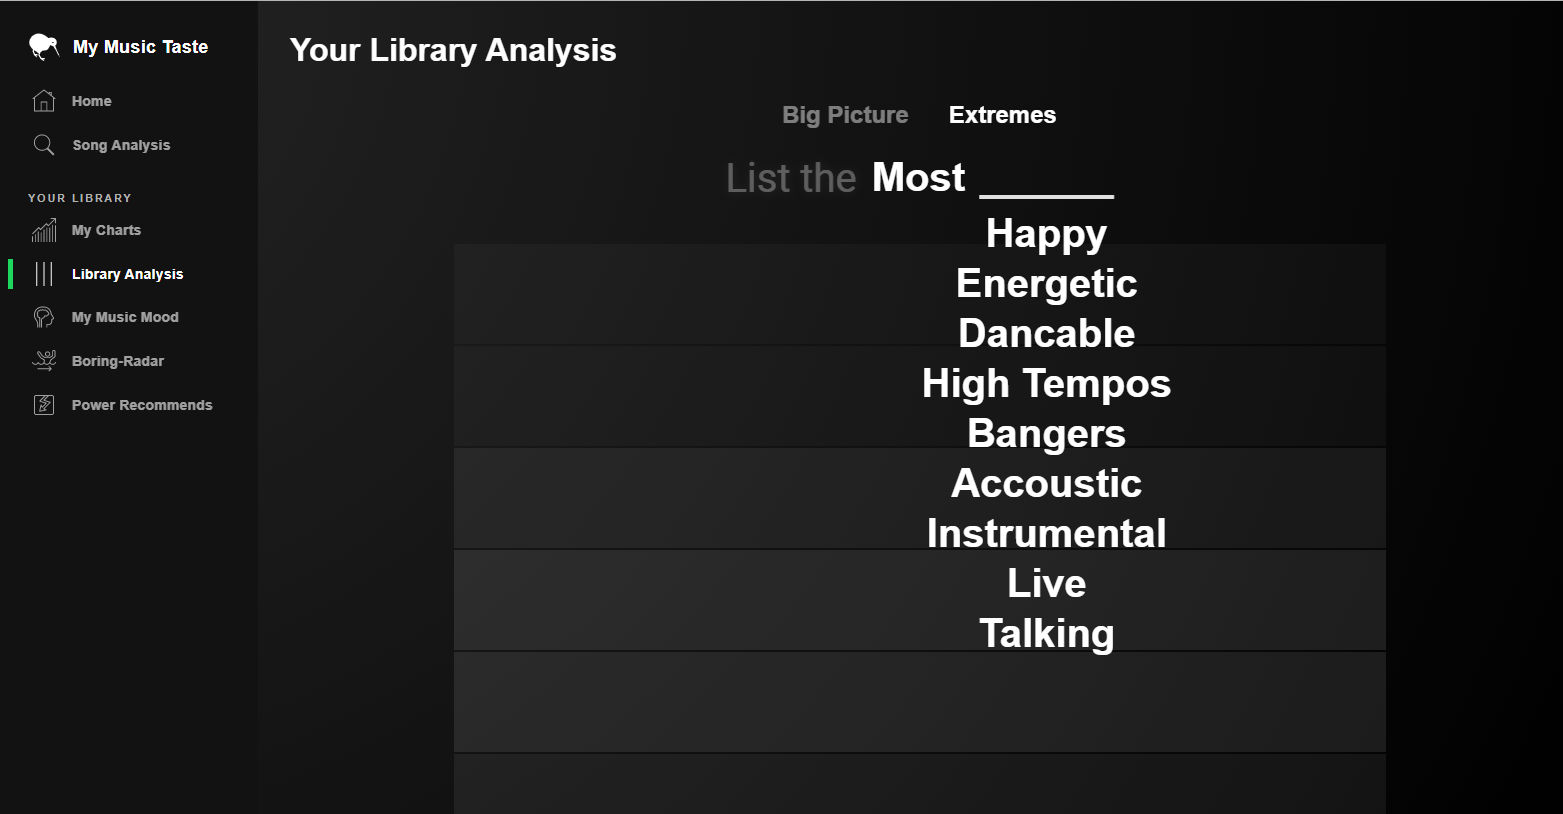 My Music Taste
Home
Song Analysis
YOUR LIBRARY
My Charts
Library Analysis
My Music Mood
Boring-Radar
Power Recommends
Your Library Analysis
Big Picture Extremes
List the Most ______
Happy
Energetic
Dancable
High Tempos
Bangers
Accoustic
Instrumental
Live
Talking